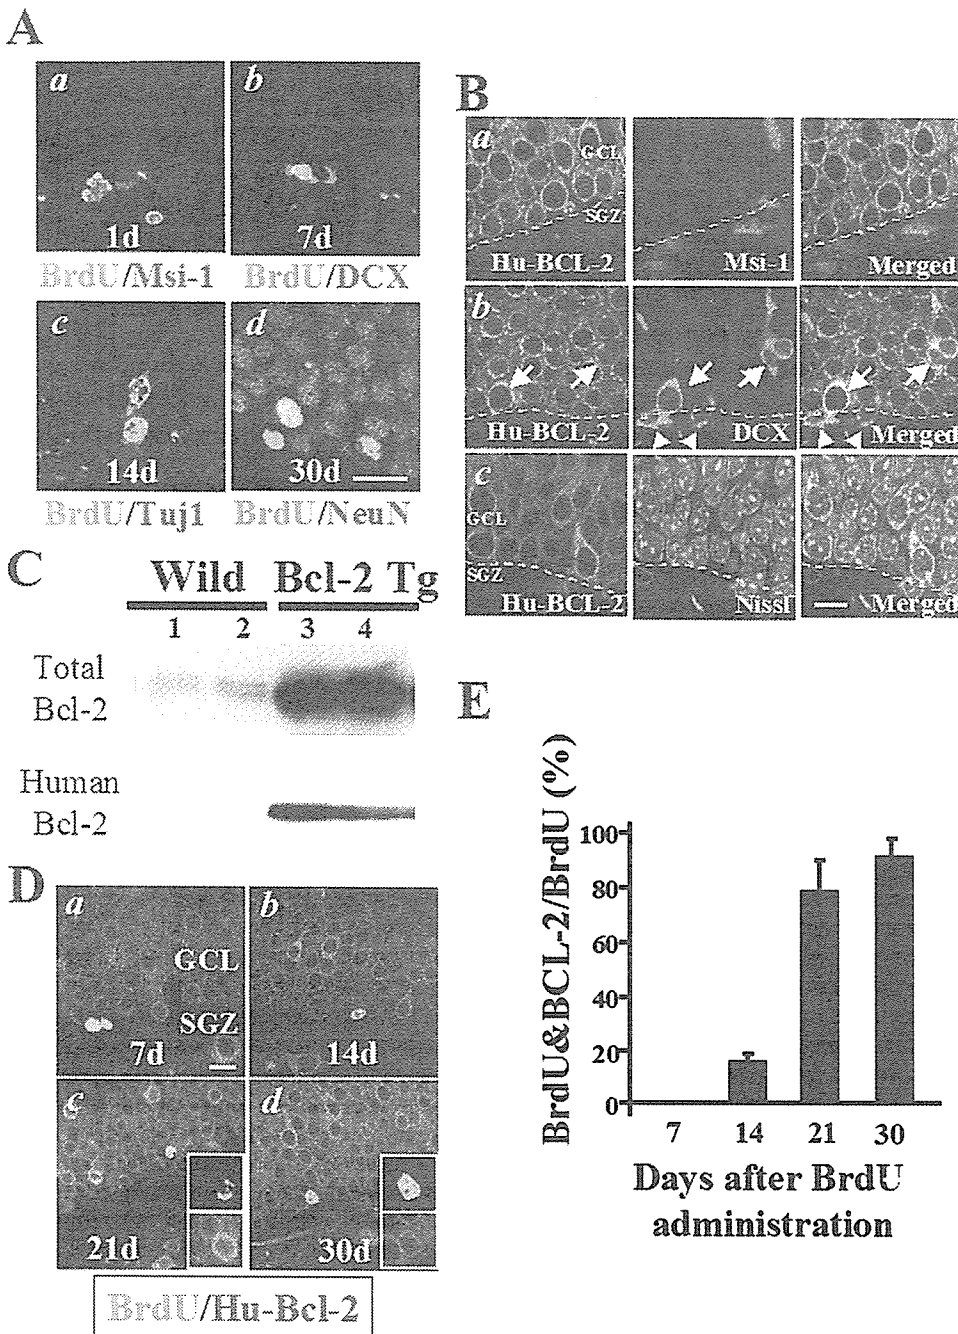 A
a
b
1d
7d
BrdU/Msi-1
BrdU/DCX
c
d
14d
30d
BrdU/Tuj1
BrdU/NeuN
B
a
GCL
SGZ
Hu-BCL-2
Msi-1
Merged
b
Hu-BCL-2
DCX
Merged
c
GCL
SGZ
Hu-BCL-2
Nissl
Merged
C
Wild
Bcl-2 Tg
1
2
3
4
Total
Bcl-2
Human
Bcl-2
D
a
b
GCL
SGZ
7d
14d
c
d
21d
30d
BrdU/Hu-Bcl-2
E
BrdU&BCL-2/BrdU (%)
100
80
60
40
20
0
7
14
21
30
Days after BrdU
administration